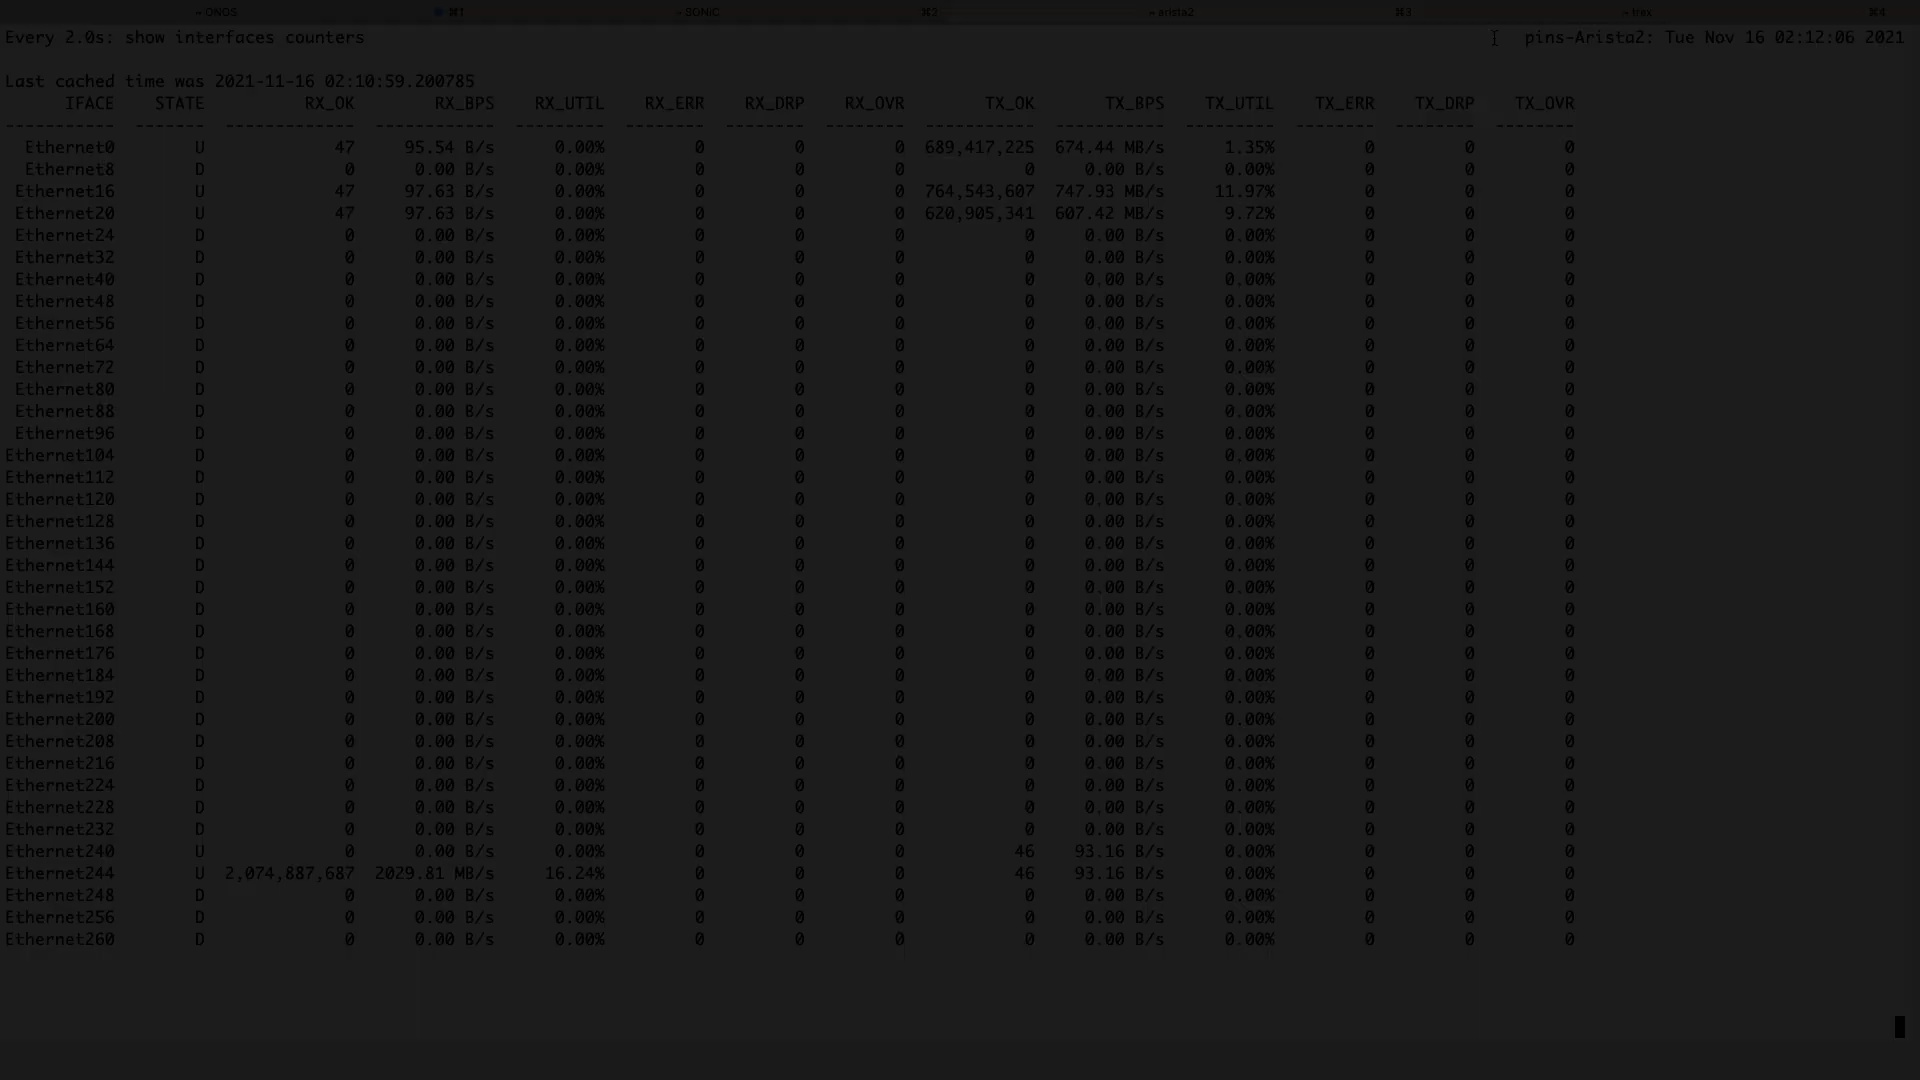 ~ ONOS ⌘1 ~ SONiC ⌘2 ~ arista2 ⌘3 ~ trex ⌘4
Every 2.0s: show interfaces counters pins-Arista2: Tue Nov 16 02:12:06 2021
Last cached time was 2021-11-16 02:10:59.200785
IFACE STATE RX_OK RX_BPS RX_UTIL RX_ERR RX_DRP RX_OVR TX_OK TX_BPS TX_UTIL TX_ERR TX_DRP TX_OVR
----------- ------- ------------- ------------ --------- -------- -------- -------- ----------- ----------- --------- -------- -------- --------
Ethernet0 U 47 95.54 B/s 0.00% 0 0 0 689,417,225 674.44 MB/s 1.35% 0 0 0
Ethernet8 D 0 0.00 B/s 0.00% 0 0 0 0 0.00 B/s 0.00% 0 0 0
Ethernet16 U 47 97.63 B/s 0.00% 0 0 0 764,543,607 747.93 MB/s 11.97% 0 0 0
Ethernet20 U 47 97.63 B/s 0.00% 0 0 0 620,905,341 607.42 MB/s 9.72% 0 0 0
Ethernet24 D 0 0.00 B/s 0.00% 0 0 0 0 0.00 B/s 0.00% 0 0 0
Ethernet32 D 0 0.00 B/s 0.00% 0 0 0 0 0.00 B/s 0.00% 0 0 0
Ethernet40 D 0 0.00 B/s 0.00% 0 0 0 0 0.00 B/s 0.00% 0 0 0
Ethernet48 D 0 0.00 B/s 0.00% 0 0 0 0 0.00 B/s 0.00% 0 0 0
Ethernet56 D 0 0.00 B/s 0.00% 0 0 0 0 0.00 B/s 0.00% 0 0 0
Ethernet64 D 0 0.00 B/s 0.00% 0 0 0 0 0.00 B/s 0.00% 0 0 0
Ethernet72 D 0 0.00 B/s 0.00% 0 0 0 0 0.00 B/s 0.00% 0 0 0
Ethernet80 D 0 0.00 B/s 0.00% 0 0 0 0 0.00 B/s 0.00% 0 0 0
Ethernet88 D 0 0.00 B/s 0.00% 0 0 0 0 0.00 B/s 0.00% 0 0 0
Ethernet96 D 0 0.00 B/s 0.00% 0 0 0 0 0.00 B/s 0.00% 0 0 0
Ethernet104 D 0 0.00 B/s 0.00% 0 0 0 0 0.00 B/s 0.00% 0 0 0
Ethernet112 D 0 0.00 B/s 0.00% 0 0 0 0 0.00 B/s 0.00% 0 0 0
Ethernet120 D 0 0.00 B/s 0.00% 0 0 0 0 0.00 B/s 0.00% 0 0 0
Ethernet128 D 0 0.00 B/s 0.00% 0 0 0 0 0.00 B/s 0.00% 0 0 0
Ethernet136 D 0 0.00 B/s 0.00% 0 0 0 0 0.00 B/s 0.00% 0 0 0
Ethernet144 D 0 0.00 B/s 0.00% 0 0 0 0 0.00 B/s 0.00% 0 0 0
Ethernet152 D 0 0.00 B/s 0.00% 0 0 0 0 0.00 B/s 0.00% 0 0 0
Ethernet160 D 0 0.00 B/s 0.00% 0 0 0 0 0.00 B/s 0.00% 0 0 0
Ethernet168 D 0 0.00 B/s 0.00% 0 0 0 0 0.00 B/s 0.00% 0 0 0
Ethernet176 D 0 0.00 B/s 0.00% 0 0 0 0 0.00 B/s 0.00% 0 0 0
Ethernet184 D 0 0.00 B/s 0.00% 0 0 0 0 0.00 B/s 0.00% 0 0 0
Ethernet192 D 0 0.00 B/s 0.00% 0 0 0 0 0.00 B/s 0.00% 0 0 0
Ethernet200 D 0 0.00 B/s 0.00% 0 0 0 0 0.00 B/s 0.00% 0 0 0
Ethernet208 D 0 0.00 B/s 0.00% 0 0 0 0 0.00 B/s 0.00% 0 0 0
Ethernet216 D 0 0.00 B/s 0.00% 0 0 0 0 0.00 B/s 0.00% 0 0 0
Ethernet224 D 0 0.00 B/s 0.00% 0 0 0 0 0.00 B/s 0.00% 0 0 0
Ethernet228 D 0 0.00 B/s 0.00% 0 0 0 0 0.00 B/s 0.00% 0 0 0
Ethernet232 D 0 0.00 B/s 0.00% 0 0 0 0 0.00 B/s 0.00% 0 0 0
Ethernet240 U 0 0.00 B/s 0.00% 0 0 0 46 93.16 B/s 0.00% 0 0 0
Ethernet244 U 2,074,887,687 2029.81 MB/s 16.24% 0 0 0 46 93.16 B/s 0.00% 0 0 0
Ethernet248 D 0 0.00 B/s 0.00% 0 0 0 0 0.00 B/s 0.00% 0 0 0
Ethernet256 D 0 0.00 B/s 0.00% 0 0 0 0 0.00 B/s 0.00% 0 0 0
Ethernet260 D 0 0.00 B/s 0.00% 0 0 0 0 0.00 B/s 0.00% 0 0 0